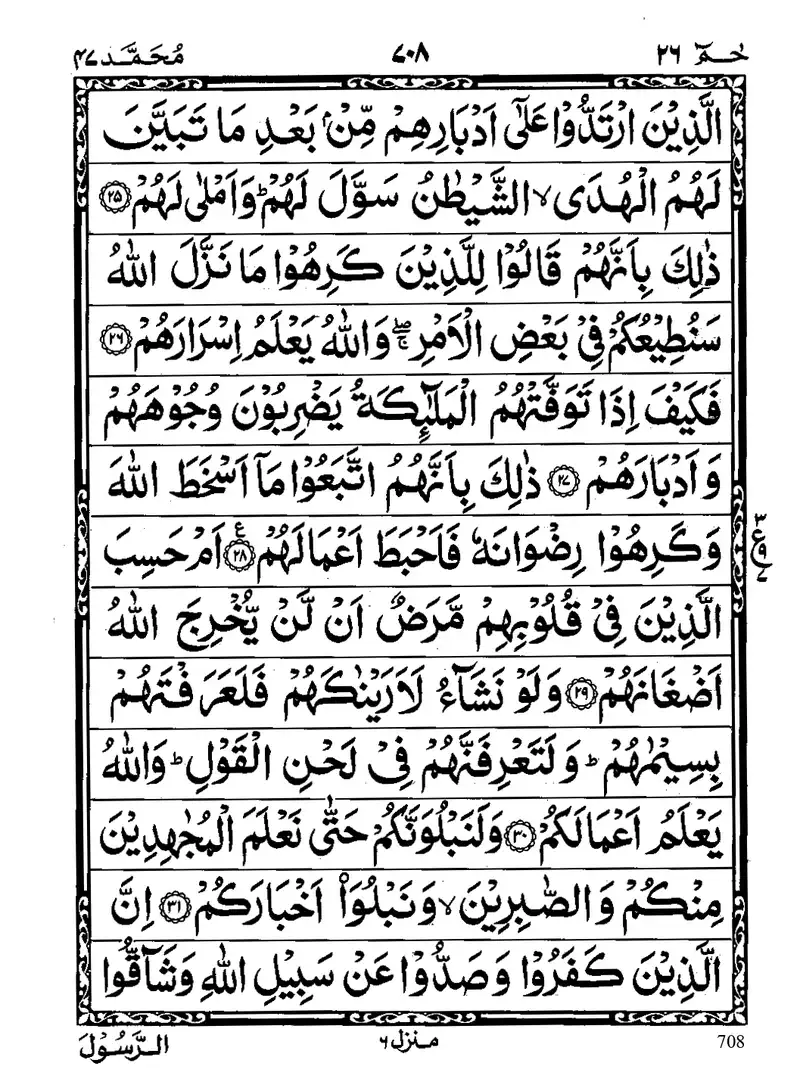 حٰمٓ ٢٦ ٧٠٨ مُحَمَّد ٤٧
الَّذِيْنَ ارْتَدُّوْا عَلٰۤى اَدْبَارِهِمْ مِّنْۢ بَعْدِ مَا تَبَيَّنَ
لَهُمُ الْهُدَى ۙ الشَّيْطٰنُ سَوَّلَ لَهُمْ ؕ وَاَمْلٰى لَهُمْ ﴿٢٥﴾
ذٰلِكَ بِاَنَّهُمْ قَالُوْا لِلَّذِيْنَ كَرِهُوْا مَا نَزَّلَ اللّٰهُ
سَنُطِيْعُكُمْ فِيْ بَعْضِ الْاَمْرِ ۖۚ وَاللّٰهُ يَعْلَمُ اِسْرَارَهُمْ ﴿٢٦﴾
فَكَيْفَ اِذَا تَوَفَّتْهُمُ الْمَلٰٓئِكَةُ يَضْرِبُوْنَ وُجُوْهَهُمْ
وَاَدْبَارَهُمْ ﴿٢٧﴾ ذٰلِكَ بِاَنَّهُمُ اتَّبَعُوْا مَاۤ اَسْخَطَ اللّٰهَ
وَكَرِهُوْا رِضْوَانَهٗ فَاَحْبَطَ اَعْمَالَهُمْ ﴿٢٨﴾ ع اَمْ حَسِبَ
الَّذِيْنَ فِيْ قُلُوْبِهِمْ مَّرَضٌ اَنْ لَّنْ يُّخْرِجَ اللّٰهُ
اَضْغَانَهُمْ ﴿٢٩﴾ وَلَوْ نَشَآءُ لَاَرَيْنٰكَهُمْ فَلَعَرَفْتَهُمْ
بِسِيْمٰهُمْ ؕ وَلَتَعْرِفَنَّهُمْ فِيْ لَحْنِ الْقَوْلِ ؕ وَاللّٰهُ
يَعْلَمُ اَعْمَالَكُمْ ﴿٣٠﴾ وَلَنَبْلُوَنَّكُمْ حَتّٰى نَعْلَمَ الْمُجٰهِدِيْنَ
مِنْكُمْ وَالصّٰبِرِيْنَ ۙ وَنَبْلُوَا۟ اَخْبَارَكُمْ ﴿٣١﴾ اِنَّ
الَّذِيْنَ كَفَرُوْا وَصَدُّوْا عَنْ سَبِيْلِ اللّٰهِ وَشَآقُّوا
708 منزل ٦ الرَّسُوْلَ